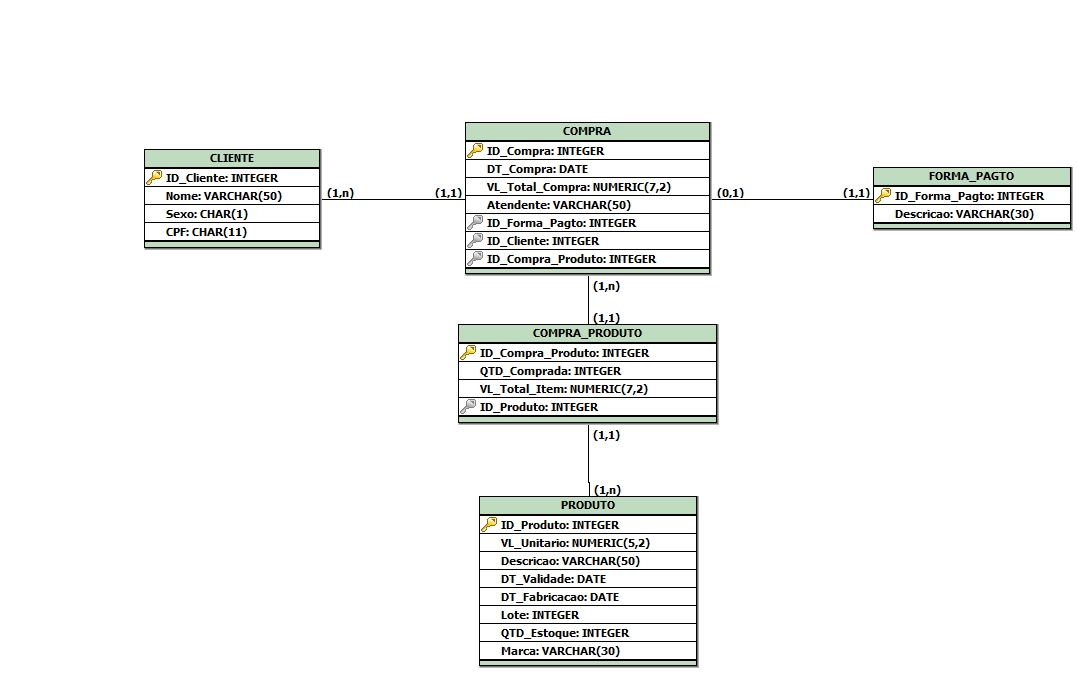 CLIENTE
ID_Cliente: INTEGER
Nome: VARCHAR(50)
Sexo: CHAR(1)
CPF: CHAR(11)
(1,n)
(1,1)
COMPRA
ID_Compra: INTEGER
DT_Compra: DATE
VL_Total_Compra: NUMERIC(7,2)
Atendente: VARCHAR(50)
ID_Forma_Pagto: INTEGER
ID_Cliente: INTEGER
ID_Compra_Produto: INTEGER
(0,1)
(1,1)
FORMA_PAGTO
ID_Forma_Pagto: INTEGER
Descricao: VARCHAR(30)
(1,n)
(1,1)
COMPRA_PRODUTO
ID_Compra_Produto: INTEGER
QTD_Comprada: INTEGER
VL_Total_Item: NUMERIC(7,2)
ID_Produto: INTEGER
(1,1)
(1,n)
PRODUTO
ID_Produto: INTEGER
VL_Unitario: NUMERIC(5,2)
Descricao: VARCHAR(50)
DT_Validade: DATE
DT_Fabricacao: DATE
Lote: INTEGER
QTD_Estoque: INTEGER
Marca: VARCHAR(30)